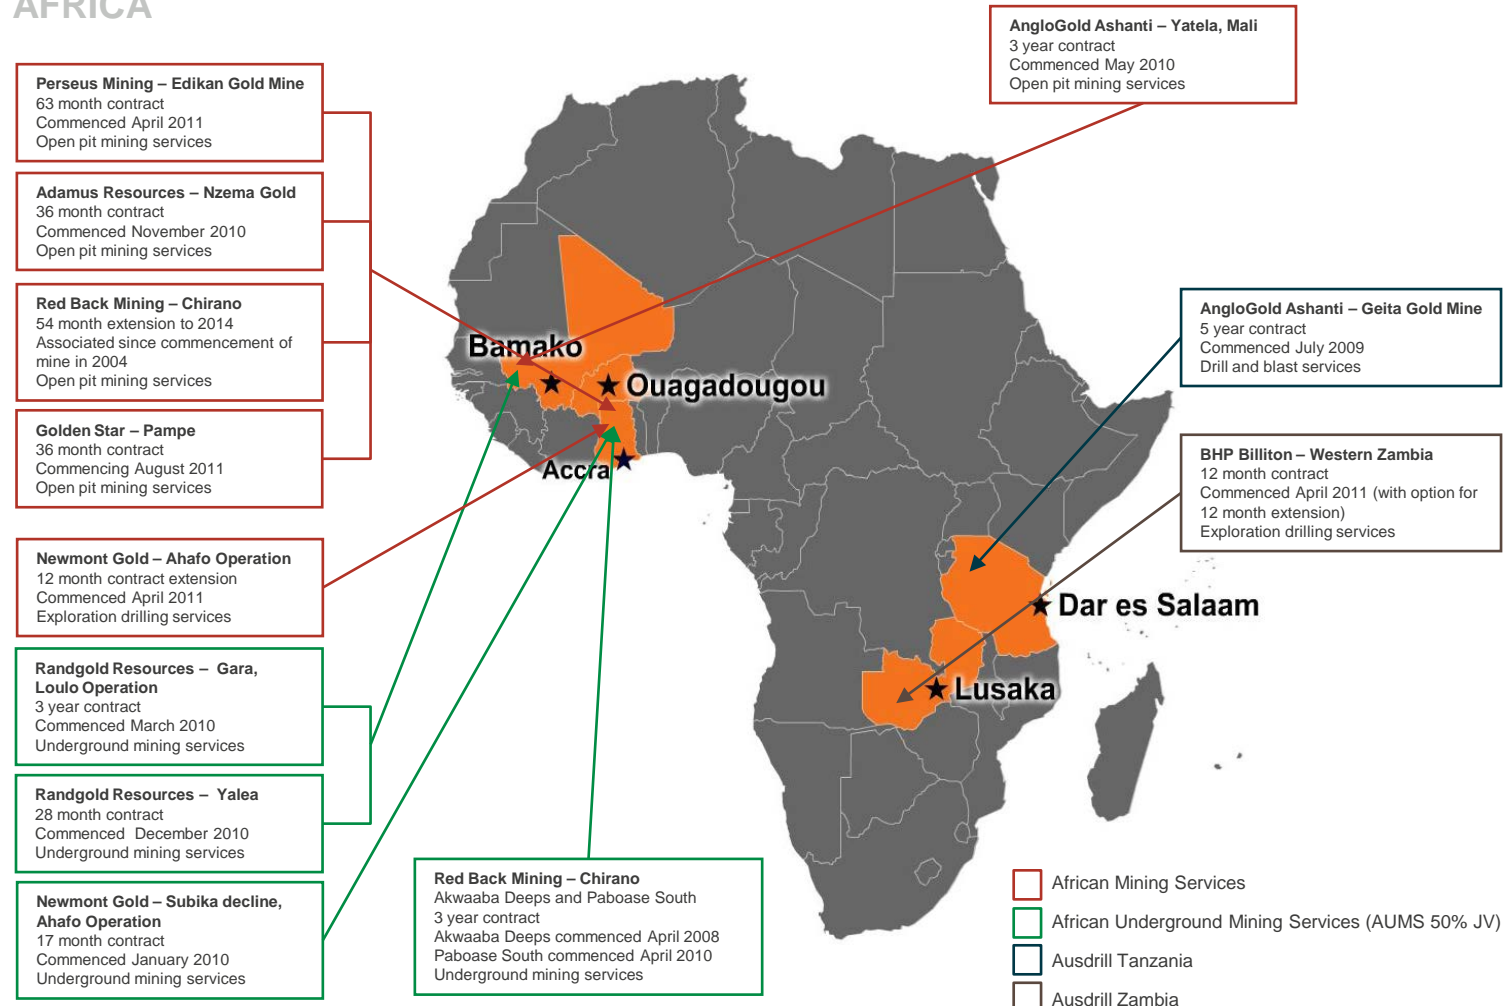 AFRICA
AngloGold Ashanti – Yatela, Mali
3 year contract
Commenced May 2010
Open pit mining services
Perseus Mining – Edikan Gold Mine
63 month contract
Commenced April 2011
Open pit mining services
Adamus Resources – Nzema Gold
36 month contract
Commenced November 2010
Open pit mining services
Red Back Mining – Chirano
54 month extension to 2014
Associated since commencement of
mine in 2004
Open pit mining services
Golden Star – Pampe
36 month contract
Commencing August 2011
Open pit mining services
Newmont Gold – Ahafo Operation
12 month contract extension
Commenced April 2011
Exploration drilling services
Randgold Resources – Gara,
Loulo Operation
3 year contract
Commenced March 2010
Underground mining services
Randgold Resources – Yalea
28 month contract
Commenced December 2010
Underground mining services
Newmont Gold – Subika decline,
Ahafo Operation
17 month contract
Commenced January 2010
Underground mining services
Red Back Mining – Chirano
Akwaaba Deeps and Paboase South
3 year contract
Akwaaba Deeps commenced April 2008
Paboase South commenced April 2010
Underground mining services
Bamako
Ouagadougou
Accra
Dar es Salaam
Lusaka
AngloGold Ashanti – Geita Gold Mine
5 year contract
Commenced July 2009
Drill and blast services
BHP Billiton – Western Zambia
12 month contract
Commenced April 2011 (with option for
12 month extension)
Exploration drilling services
African Mining Services
African Underground Mining Services (AUMS 50% JV)
Ausdrill Tanzania
Ausdrill Zambia